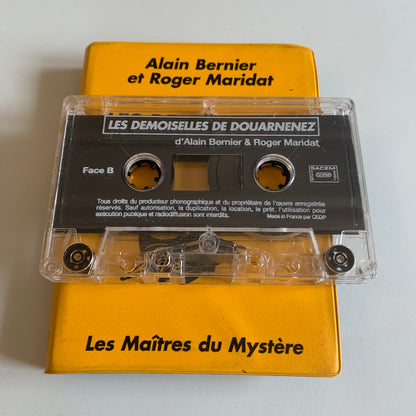 Alain Bernier
et Roger Maridat
LES DEMOISELLES DE DOUARNENEZ
d'Alain Bernier & Roger Maridat
Face B
SACEM
Tous droits du producteur phonographique et du propriétaire de l'œuvre enregistrée
réservés. Sauf autorisation, la duplication, la location, le prêt, l'utilisation pour
exécution publique et radiodiffusion sont interdits.
Made in France par GEDP
Les Maîtres du Mystère